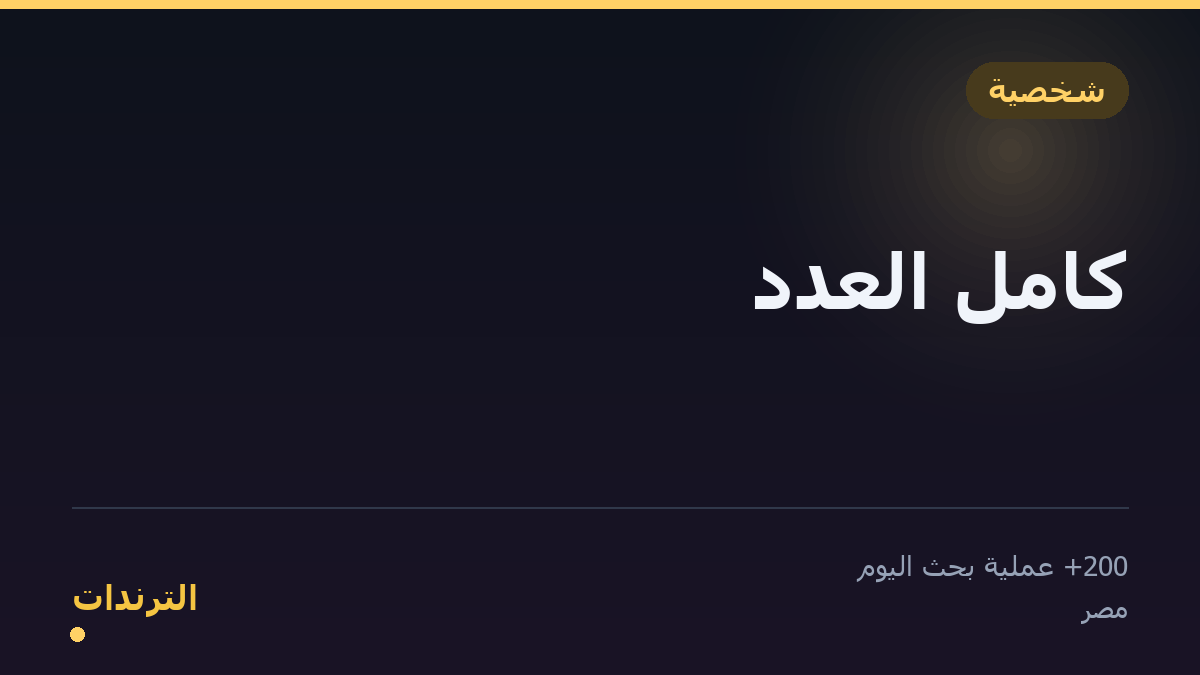 شخصية
كامل العدد
200+ عملية بحث اليوم
مصر
الترندات